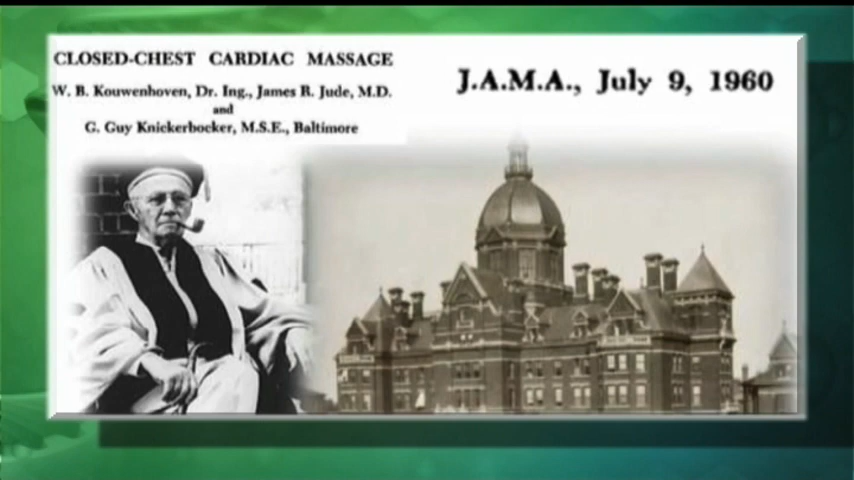 CLOSED-CHEST CARDIAC MASSAGE
W. B. Kouwenhoven, Dr. Ing., James R. Jude, M.D.
and
G. Guy Knickerbocker, M.S.E., Baltimore
J.A.M.A., July 9, 1960